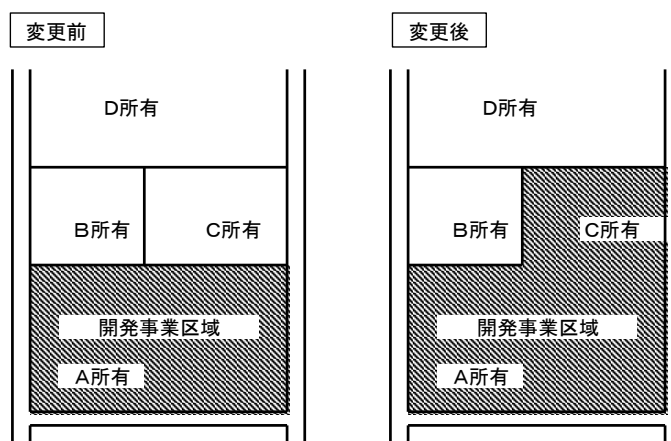 変更前
D所有
B所有
C所有
開発事業区域
A所有
変更後
D所有
B所有
C所有
開発事業区域
A所有